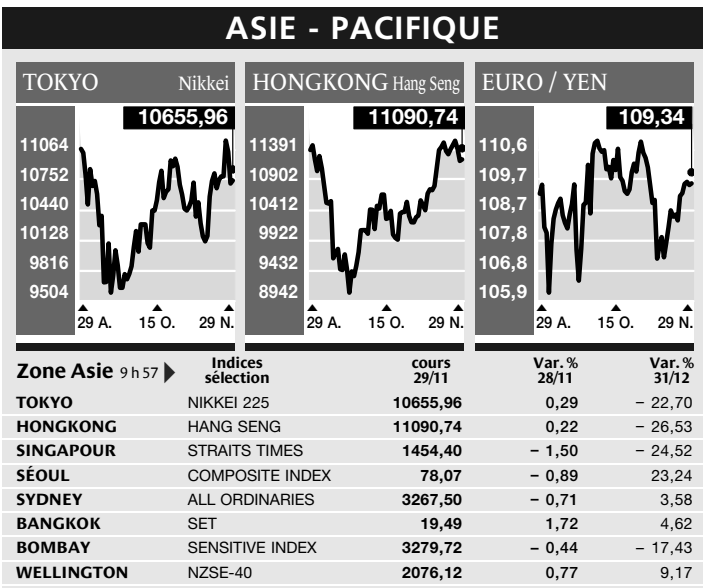 ASIE - PACIFIQUE
TOKYO Nikkei
10655,96
11064
10752
10440
10128
9816
9504
29 A. 15 O. 29 N.
HONGKONG Hang Seng
11090,74
11391
10902
10412
9922
9432
8942
29 A. 15 O. 29 N.
EURO / YEN
109,34
110,6
109,7
108,7
107,8
106,8
105,9
29 A. 15 O. 29 N.
Zone Asie 9 h 57 Indices sélection cours 29/11 Var. % 28/11 Var. % 31/12
TOKYO NIKKEI 225 10655,96 0,29 – 22,70
HONGKONG HANG SENG 11090,74 0,22 – 26,53
SINGAPOUR STRAITS TIMES 1454,40 – 1,50 – 24,52
SÉOUL COMPOSITE INDEX 78,07 – 0,89 23,24
SYDNEY ALL ORDINARIES 3267,50 – 0,71 3,58
BANGKOK SET 19,49 1,72 4,62
BOMBAY SENSITIVE INDEX 3279,72 – 0,44 – 17,43
WELLINGTON NZSE-40 2076,12 0,77 9,17